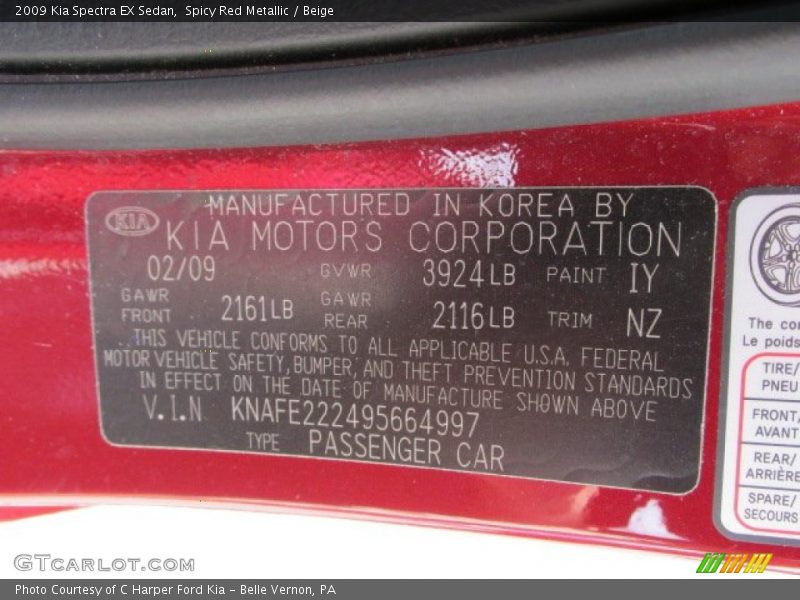 2009 Kia Spectra EX Sedan, Spicy Red Metallic / Beige
MANUFACTURED IN KOREA BY
KIA KIA MOTORS CORPORATION
02/09 GVWR 3924LB PAINT IY
GAWR FRONT 2161LB GAWR REAR 2116LB TRIM NZ
THIS VEHICLE CONFORMS TO ALL APPLICABLE U.S.A. FEDERAL
MOTOR VEHICLE SAFETY, BUMPER, AND THEFT PREVENTION STANDARDS
IN EFFECT ON THE DATE OF MANUFACTURE SHOWN ABOVE
V.I.N KNAFE222495664997
TYPE PASSENGER CAR
The
Le poids
TIRE/
PNEU
FRONT/
AVANT
REAR/
ARRIÈRE
SPARE/
SECOURS
GTCARLOT.COM
Photo Courtesy of C Harper Ford Kia - Belle Vernon, PA